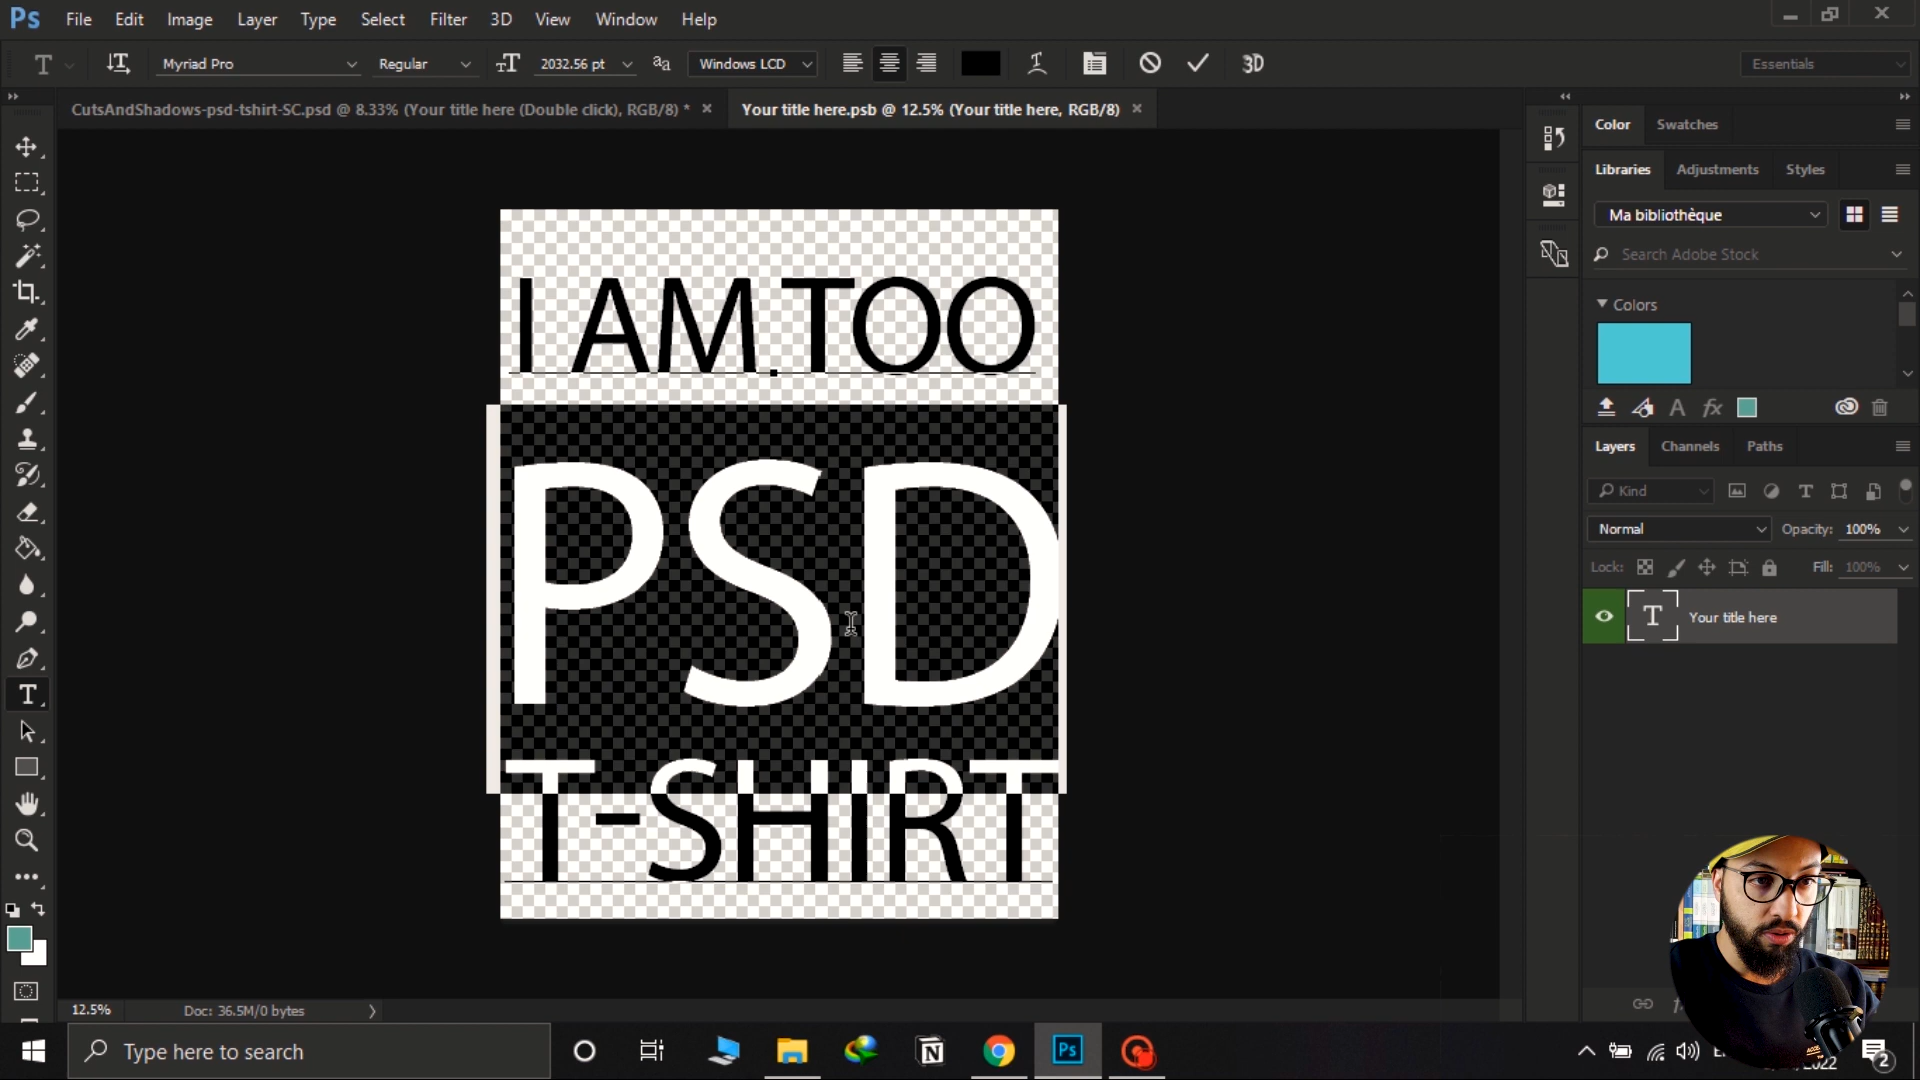 Ps File Edit Image Layer Type Select Filter 3D View Window Help
T Myriad Pro Regular 2032.56 pt Windows LCD 3D Essentials
CutsAndShadows-psd-tshirt-SC.psd @ 8.33% (Your title here (Double click), RGB/8) * Your title here.psb @ 12.5% (Your title here, RGB/8)
Color Swatches
Libraries Adjustments Styles
Ma bibliothèque
Search Adobe Stock
Colors
Layers Channels Paths
Kind
Normal Opacity: 100%
Lock: Fill: 100%
T Your title here
I AM.TOO
PSD
T-SHIRT
12.5% Doc: 36.5M/0 bytes
Type here to search
Ps
2022
2